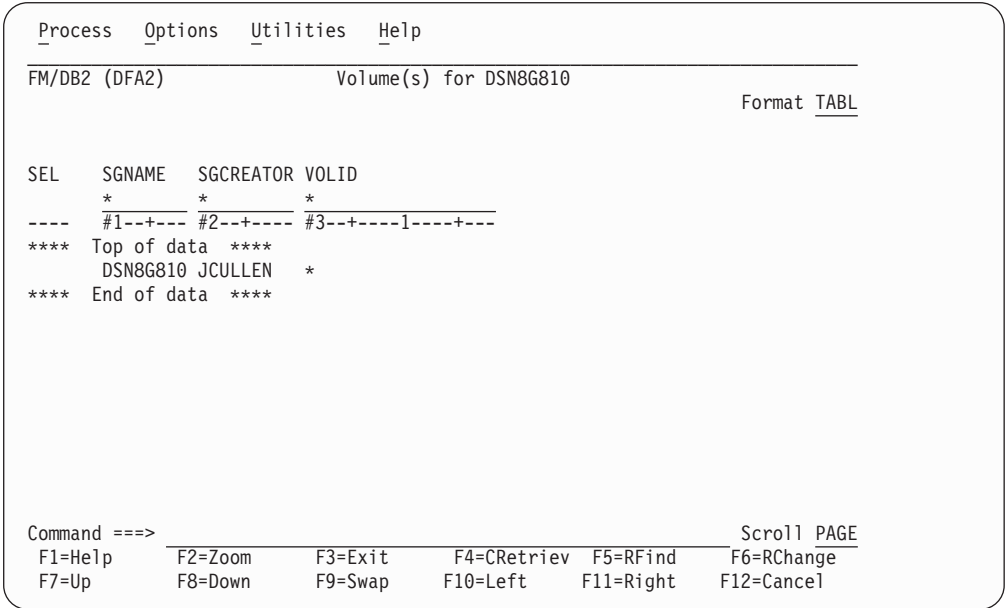 Process   Options   Utilities   Help
FM/DB2 (DFA2)                Volume(s) for DSN8G810
Format TABL
SEL    SGNAME   SGCREATOR VOLID
*        *         *
----   #1--+--- #2--+---- #3--+----1----+---
****  Top of data  ****
DSN8G810 JCULLEN   *
****  End of data  ****
Command ===>                                        Scroll PAGE
F1=Help      F2=Zoom      F3=Exit      F4=CRetriev  F5=RFind     F6=RChange
F7=Up        F8=Down      F9=Swap     F10=Left     F11=Right    F12=Cancel